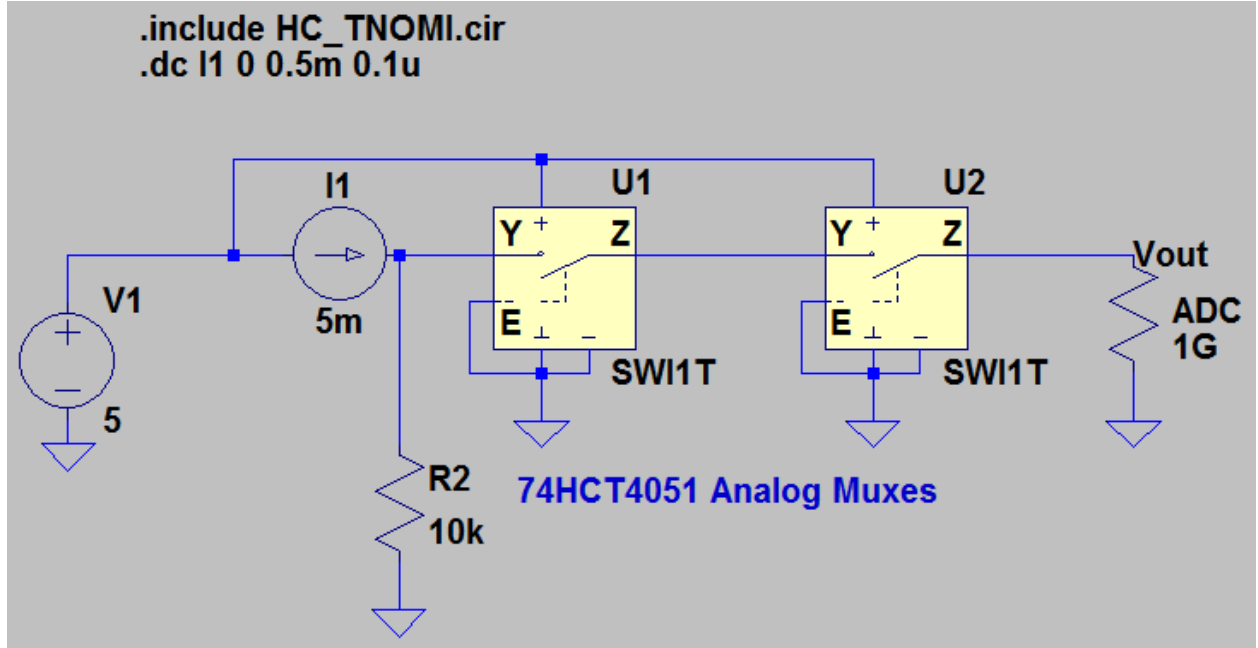 .include HC_TNOMI.cir
.dc I1 0 0.5m 0.1u
I1
U1
U2
Y + Z
Y + Z
Vout
V1
5m
E
E
ADC
1G
SWI1T
SWI1T
5
R2
10k
74HCT4051 Analog Muxes